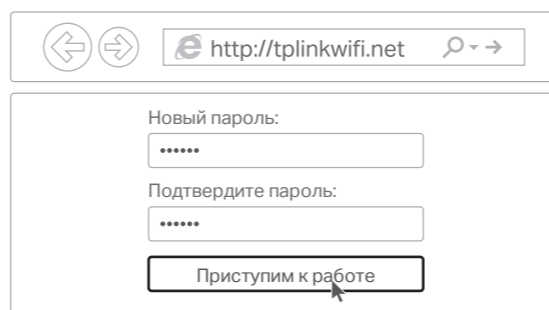 http://tplinkwifi.net
Новый пароль:
••••••
Подтвердите пароль:
••••••
Приступим к работе